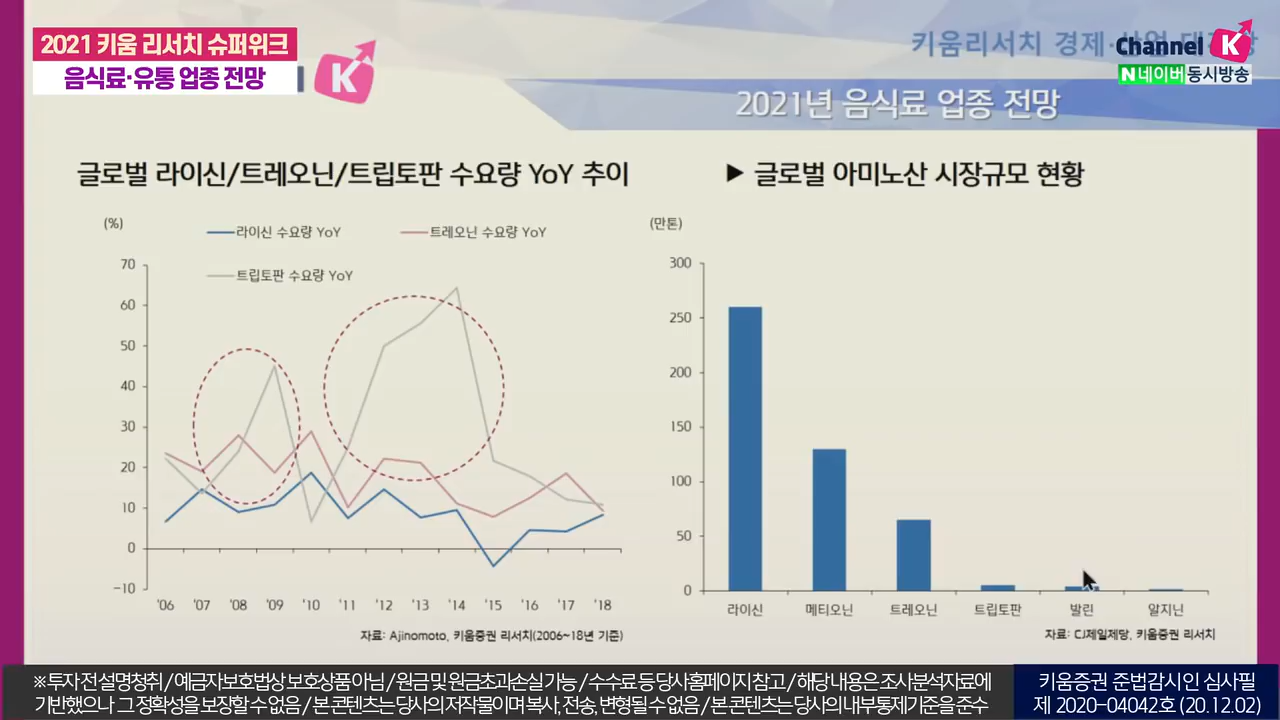 2021 키움 리서치 슈퍼위크
음식료·유통 업종 전망
K
키움리서치 경제·산업
Channel K
N 네이버 동시방송
2021년 음식료 업종 전망
글로벌 라이신/트레오닌/트립토판 수요량 YoY 추이
(%)
라이신 수요량 YoY
트레오닌 수요량 YoY
트립토판 수요량 YoY
70
60
50
40
30
20
10
0
-10
'06 '07 '08 '09 '10 '11 '12 '13 '14 '15 '16 '17 '18
자료: Ajinomoto, 키움증권 리서치(2006~18년 기준)
▶ 글로벌 아미노산 시장규모 현황
(만톤)
300
250
200
150
100
50
0
라이신 메티오닌 트레오닌 트립토판 발린 알지닌
자료: CJ제일제당, 키움증권 리서치
※ 투자 전 설명청취 / 예금자보호법상 보호상품 아님 / 원금 및 원금초과손실 가능 / 수수료 등 당사홈페이지 참고 / 해당 내용은 조사분석자료에
기반했으나 그 정확성을 보장할 수 없음 / 본 콘텐츠는 당사의 저작물이며 복사, 전송, 변형될 수 없음 / 본 콘텐츠는 당사의 내부통제기준을 준수
키움증권 준법감시인 심사필
제 2020-04042호 (20.12.02)